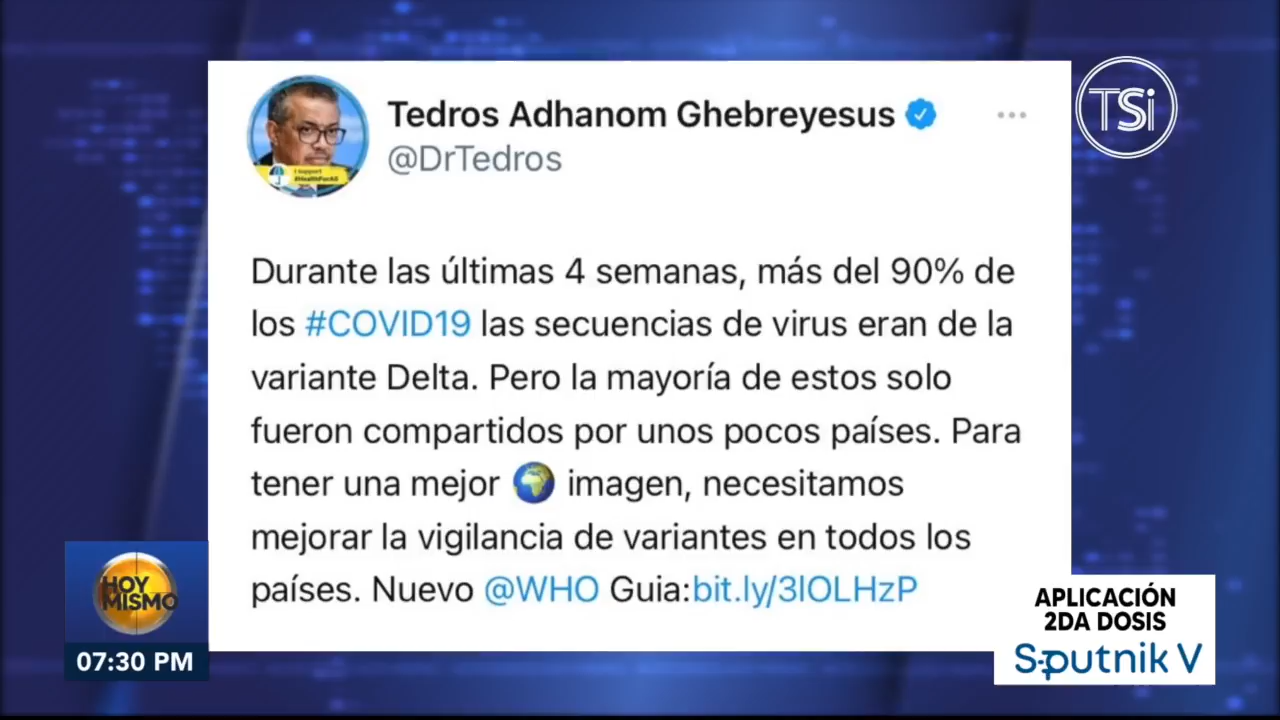 Tedros Adhanom Ghebreyesus
@DrTedros
TSi
I support
#HealthForAll
Durante las últimas 4 semanas, más del 90% de
los #COVID19 las secuencias de virus eran de la
variante Delta. Pero la mayoría de estos solo
fueron compartidos por unos pocos países. Para
tener una mejor 🌍 imagen, necesitamos
mejorar la vigilancia de variantes en todos los
países. Nuevo @WHO Guia:bit.ly/3lOLHzP
HOY
MISMO
07:30 PM
APLICACIÓN
2DA DOSIS
Sputnik V